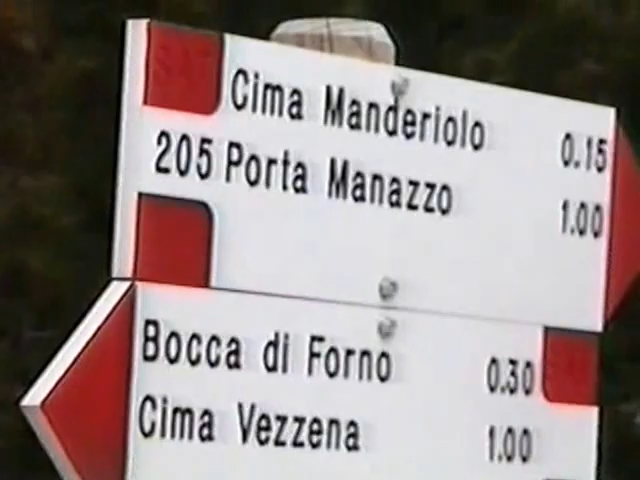 SAT
Cima Manderiolo 0.15
205 Porta Manazzo 1.00
Bocca di Forno 0.30
Cima Vezzena 1.00